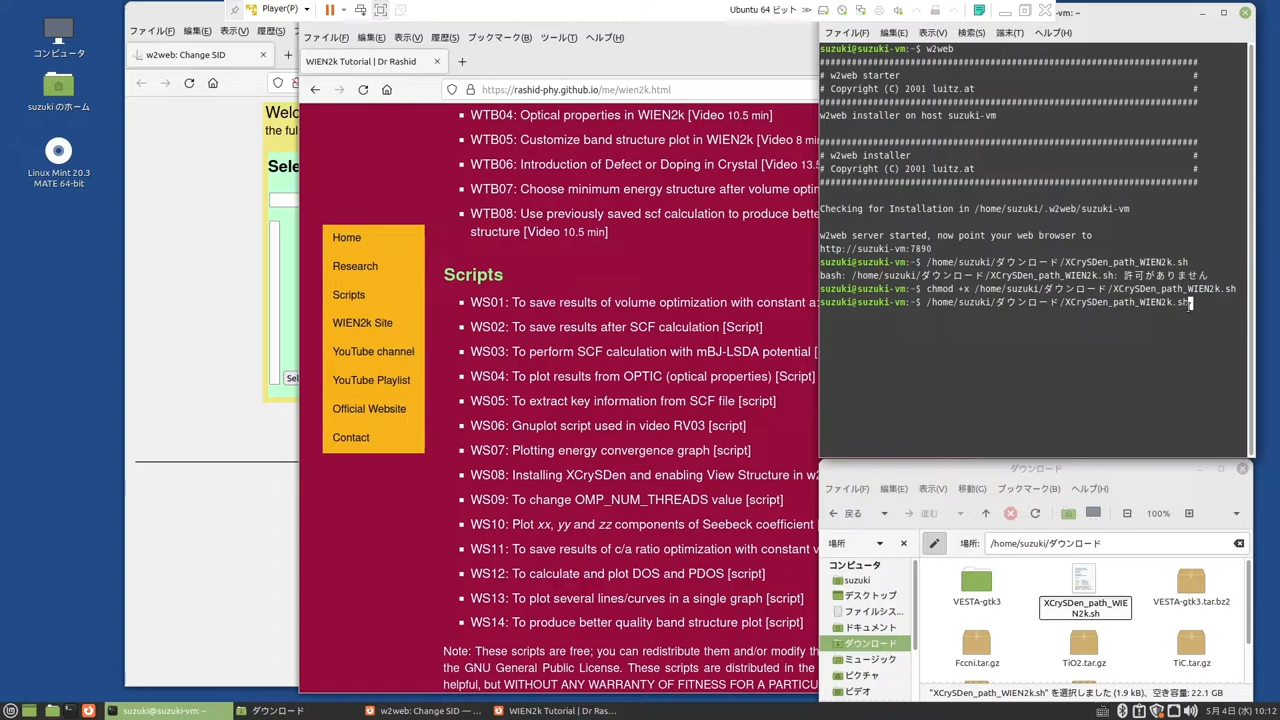 コンピュータ
suzuki のホーム
Linux Mint 20.3
MATE 64-bit
Player(P)
Ubuntu 64 ビット
ファイル(F) 編集(E) 表示(V) 履歴(S)
w2web: Change SID
Welco
the ful
Sele
Sel
ファイル(F) 編集(E) 表示(V) 履歴(S) ブックマーク(B) ツール(T) ヘルプ(H)
WIEN2k Tutorial | Dr Rashid
https://rashid-phy.github.io/me/wien2k.html
Home
Research
Scripts
WIEN2k Site
YouTube channel
YouTube Playlist
Official Website
Contact
WTB04: Optical properties in WIEN2k [Video 10.5 min]
WTB05: Customize band structure plot in WIEN2k [Video 8 min
WTB06: Introduction of Defect or Doping in Crystal [Video 13.5
WTB07: Choose minimum energy structure after volume optin
WTB08: Use previously saved scf calculation to produce bette
structure [Video 10.5 min]
Scripts
WS01: To save results of volume optimization with constant a:
WS02: To save results after SCF calculation [Script]
WS03: To perform SCF calculation with mBJ-LSDA potential [
WS04: To plot results from OPTIC (optical properties) [Script]
WS05: To extract key information from SCF file [script]
WS06: Gnuplot script used in video RV03 [script]
WS07: Plotting energy convergence graph [script]
WS08: Installing XCrySDen and enabling View Structure in w2
WS09: To change OMP_NUM_THREADS value [script]
WS10: Plot xx, yy and zz components of Seebeck coefficient [
WS11: To save results of c/a ratio optimization with constant v
WS12: To calculate and plot DOS and PDOS [script]
WS13: To plot several lines/curves in a single graph [script]
WS14: To produce better quality band structure plot [script]
Note: These scripts are free; you can redistribute them and/or modify th
the GNU General Public License. These scripts are distributed in the
helpful, but WITHOUT ANY WARRANTY OF FITNESS FOR A PARTICU
-vm: ~
ファイル(F) 編集(E) 表示(V) 検索(S) 端末(T) ヘルプ(H)
suzuki@suzuki-vm:~$ w2web
##########################################################
# w2web starter #
# Copyright (C) 2001 luitz.at #
##########################################################
w2web installer on host suzuki-vm
##########################################################
# w2web installer #
# Copyright (C) 2001 luitz.at #
##########################################################
Checking for Installation in /home/suzuki/.w2web/suzuki-vm
w2web server started, now point your web browser to
http://suzuki-vm:7890
suzuki@suzuki-vm:~$ /home/suzuki/ダウンロード/XCrySDen_path_WIEN2k.sh
bash: /home/suzuki/ダウンロード/XCrySDen_path_WIEN2k.sh: 許可がありません
suzuki@suzuki-vm:~$ chmod +x /home/suzuki/ダウンロード/XCrySDen_path_WIEN2k.sh
suzuki@suzuki-vm:~$ /home/suzuki/ダウンロード/XCrySDen_path_WIEN2k.sh
ダウンロード
ファイル(F) 編集(E) 表示(V) 移動(G) ブックマーク(B) ヘルプ(H)
戻る 進む 100%
場所 場所: /home/suzuki/ダウンロード
コンピュータ
suzuki
デスクトップ
ファイルシス...
ドキュメント
ダウンロード
ミュージック
ピクチャ
ビデオ
VESTA-gtk3
XCrySDen_path_WIE
N2k.sh
VESTA-gtk3.tar.bz2
Fccni.tar.gz
TiO2.tar.gz
TiC.tar.gz
"XCrySDen_path_WIEN2k.sh" を選択しました (1.9 kB)、空き容量: 22.1 GB
suzuki@suzuki-vm: ~
ダウンロード
w2web: Change SID — ...
WIEN2k Tutorial | Dr Ras...
5月 4日 (水) 10:12